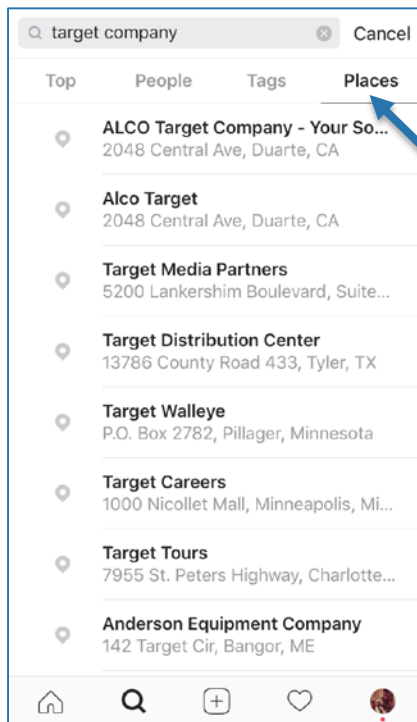 target company
Cancel
Top People Tags Places
ALCO Target Company - Your So...
2048 Central Ave, Duarte, CA
Alco Target
2048 Central Ave, Duarte, CA
Target Media Partners
5200 Lankershim Boulevard, Suite...
Target Distribution Center
13786 County Road 433, Tyler, TX
Target Walleye
P.O. Box 2782, Pillager, Minnesota
Target Careers
1000 Nicollet Mall, Minneapolis, Mi...
Target Tours
7955 St. Peters Highway, Charlotte...
Anderson Equipment Company
142 Target Cir, Bangor, ME